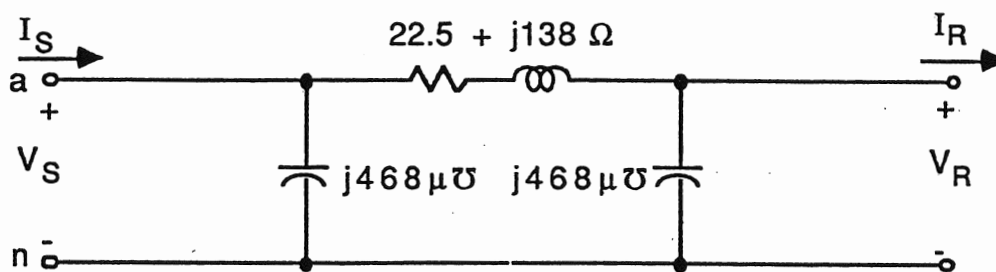 I_S
22.5 + j138 Ω
I_R
a
+
+
V_S
j468μ℧
j468μ℧
V_R
n
-
-